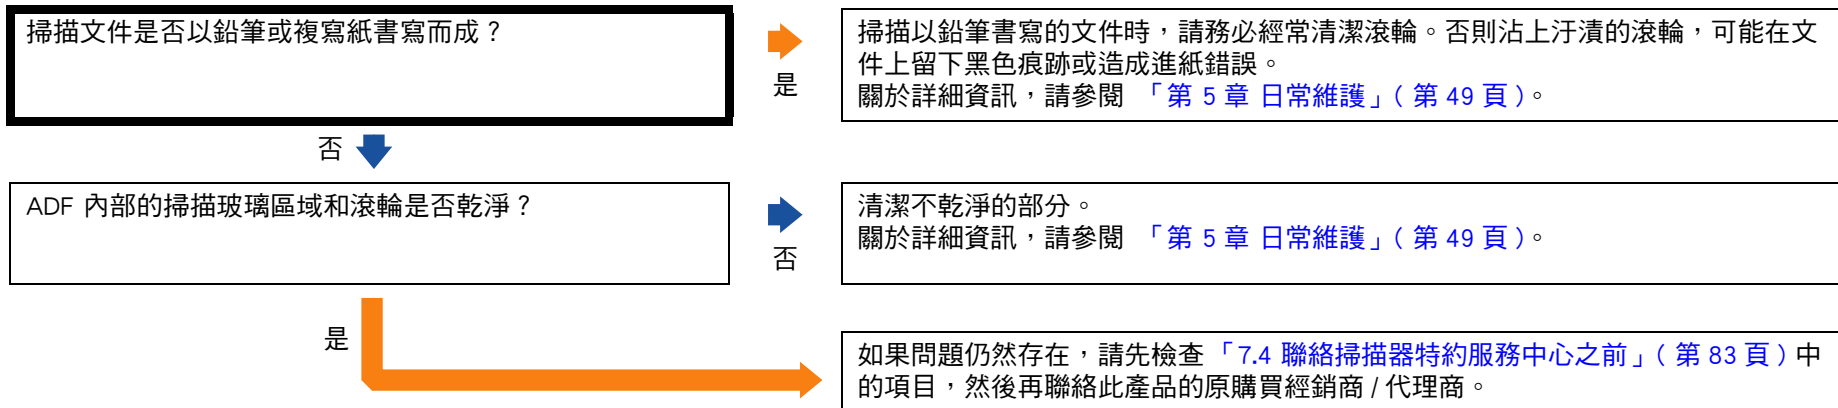 掃描文件是否以鉛筆或複寫紙書寫而成？
是
掃描以鉛筆書寫的文件時，請務必經常清潔滾輪。否則沾上汙漬的滾輪，可能在文
件上留下黑色痕跡或造成進紙錯誤。
關於詳細資訊，請參閱 「第 5 章 日常維護」( 第 49 頁 )。
否
ADF 內部的掃描玻璃區域和滾輪是否乾淨？
否
清潔不乾淨的部分。
關於詳細資訊，請參閱 「第 5 章 日常維護」( 第 49 頁 )。
是
如果問題仍然存在，請先檢查「7.4 聯絡掃描器特約服務中心之前」( 第 83 頁 ) 中
的項目，然後再聯絡此產品的原購買經銷商 / 代理商。